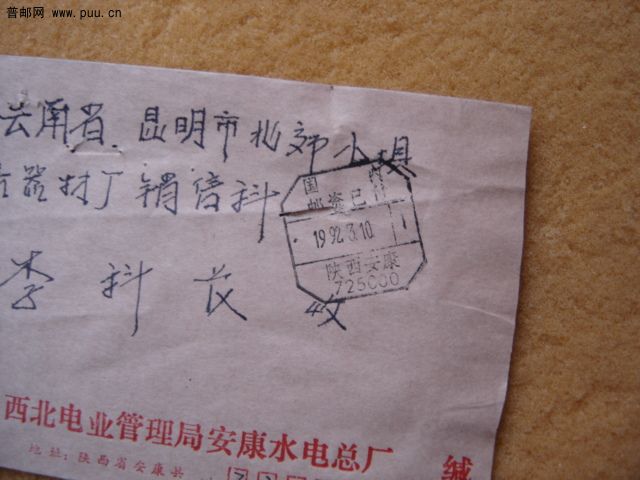 普邮网 www.puu.cn
云南省 昆明市北郊小坝
器材厂销售科
李科长 收
国内
邮资已付
1992.3.10
陕西安康
725000
西北电业管理局安康水电总厂
地址：陕西省安康县
缄